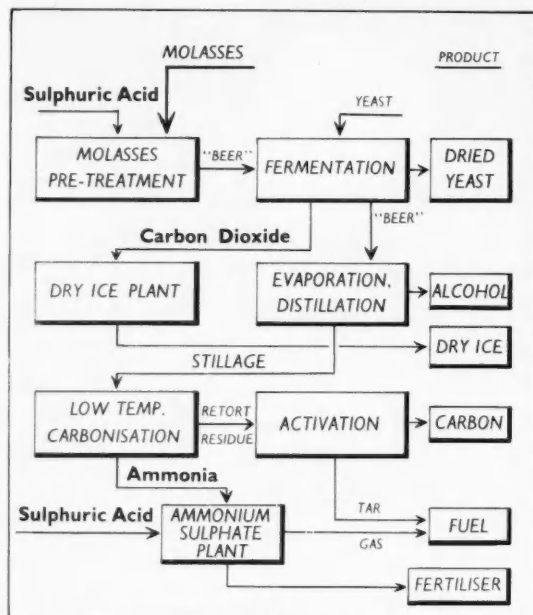 MOLASSES
PRODUCT
Sulphuric Acid
YEAST
MOLASSES
PRE-TREATMENT
"BEER"
FERMENTATION
DRIED
YEAST
Carbon Dioxide
"BEER"
DRY ICE PLANT
EVAPORATION,
DISTILLATION
ALCOHOL
DRY ICE
STILLAGE
LOW TEMP.
CARBONISATION
RETORT
RESIDUE
ACTIVATION
CARBON
Ammonia
Sulphuric Acid
AMMONIUM
SULPHATE
PLANT
TAR
GAS
FUEL
FERTILISER